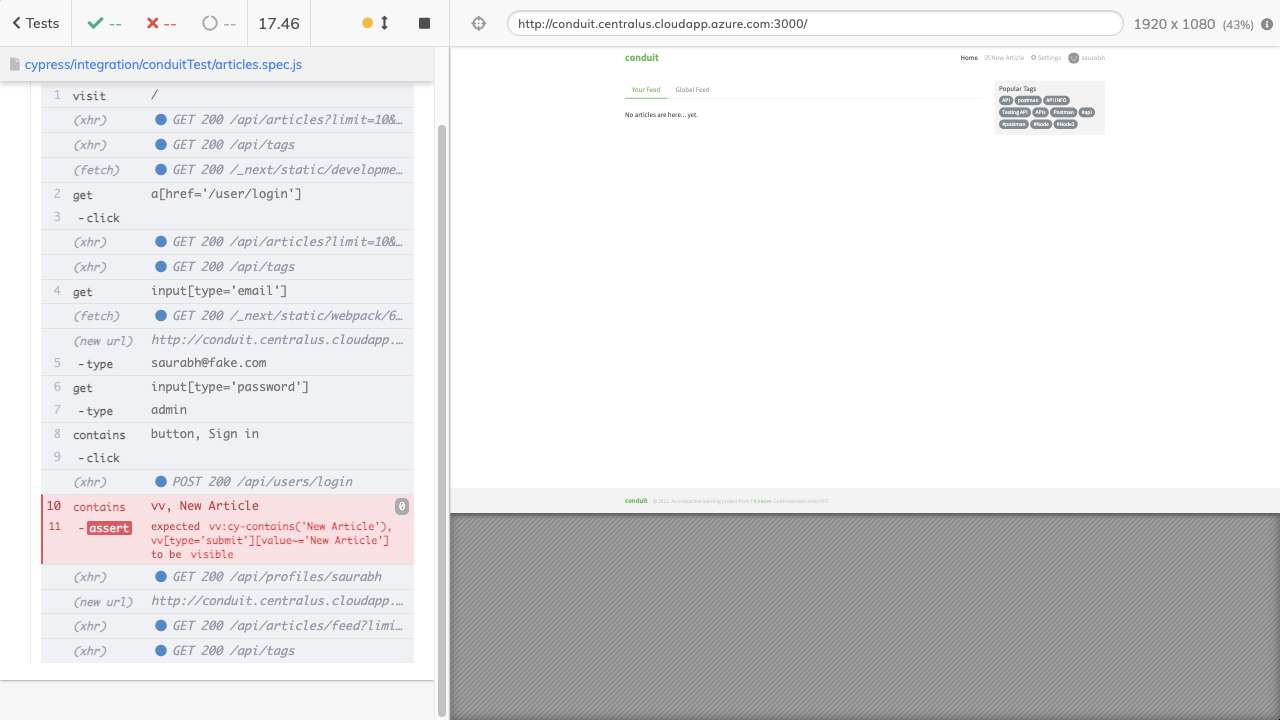 Tests
--
--
--
17.46
http://conduit.centralus.cloudapp.azure.com:3000/
1920 x 1080 (43%)
cypress/integration/conduitTest/articles.spec.js
1 visit /
(xhr) GET 200 /api/articles?limit=10&…
(xhr) GET 200 /api/tags
(fetch) GET 200 /_next/static/developme…
2 get a[href='/user/login']
3 -click
(xhr) GET 200 /api/articles?limit=10&…
(xhr) GET 200 /api/tags
4 get input[type='email']
(fetch) GET 200 /_next/static/webpack/6…
(new url) http://conduit.centralus.cloudapp.…
5 -type saurabh@fake.com
6 get input[type='password']
7 -type admin
8 contains button, Sign in
9 -click
(xhr) POST 200 /api/users/login
10 contains vv, New Article 0
11 -assert expected vv:cy-contains('New Article'),
vv[type='submit'][value~='New Article']
to be visible
(xhr) GET 200 /api/profiles/saurabh
(new url) http://conduit.centralus.cloudapp.…
(xhr) GET 200 /api/articles/feed?limi…
(xhr) GET 200 /api/tags
conduit
Home New Article Settings saurabh
Your Feed Global Feed
No articles are here... yet.
Popular Tags
API postman API INFO
Testing API APIs Postman #api
#postman #Node #Node2
conduit © 2021. An interactive learning project from Thinkster. Code licensed under MIT.